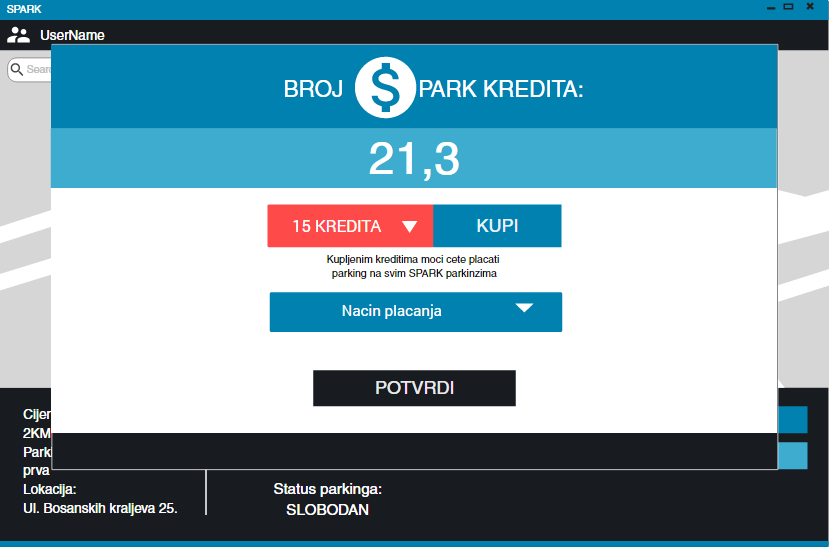 SPARK
UserName
Sear
BROJ $PARK KREDITA:
21,3
15 KREDITA
KUPI
Kupljenim kreditima moci cete placati
parking na svim SPARK parkinzima
Nacin placanja
POTVRDI
Cijen
2KM
Park
prva
Lokacija:
Ul. Bosanskih kraljeva 25.
Status parkinga:
SLOBODAN